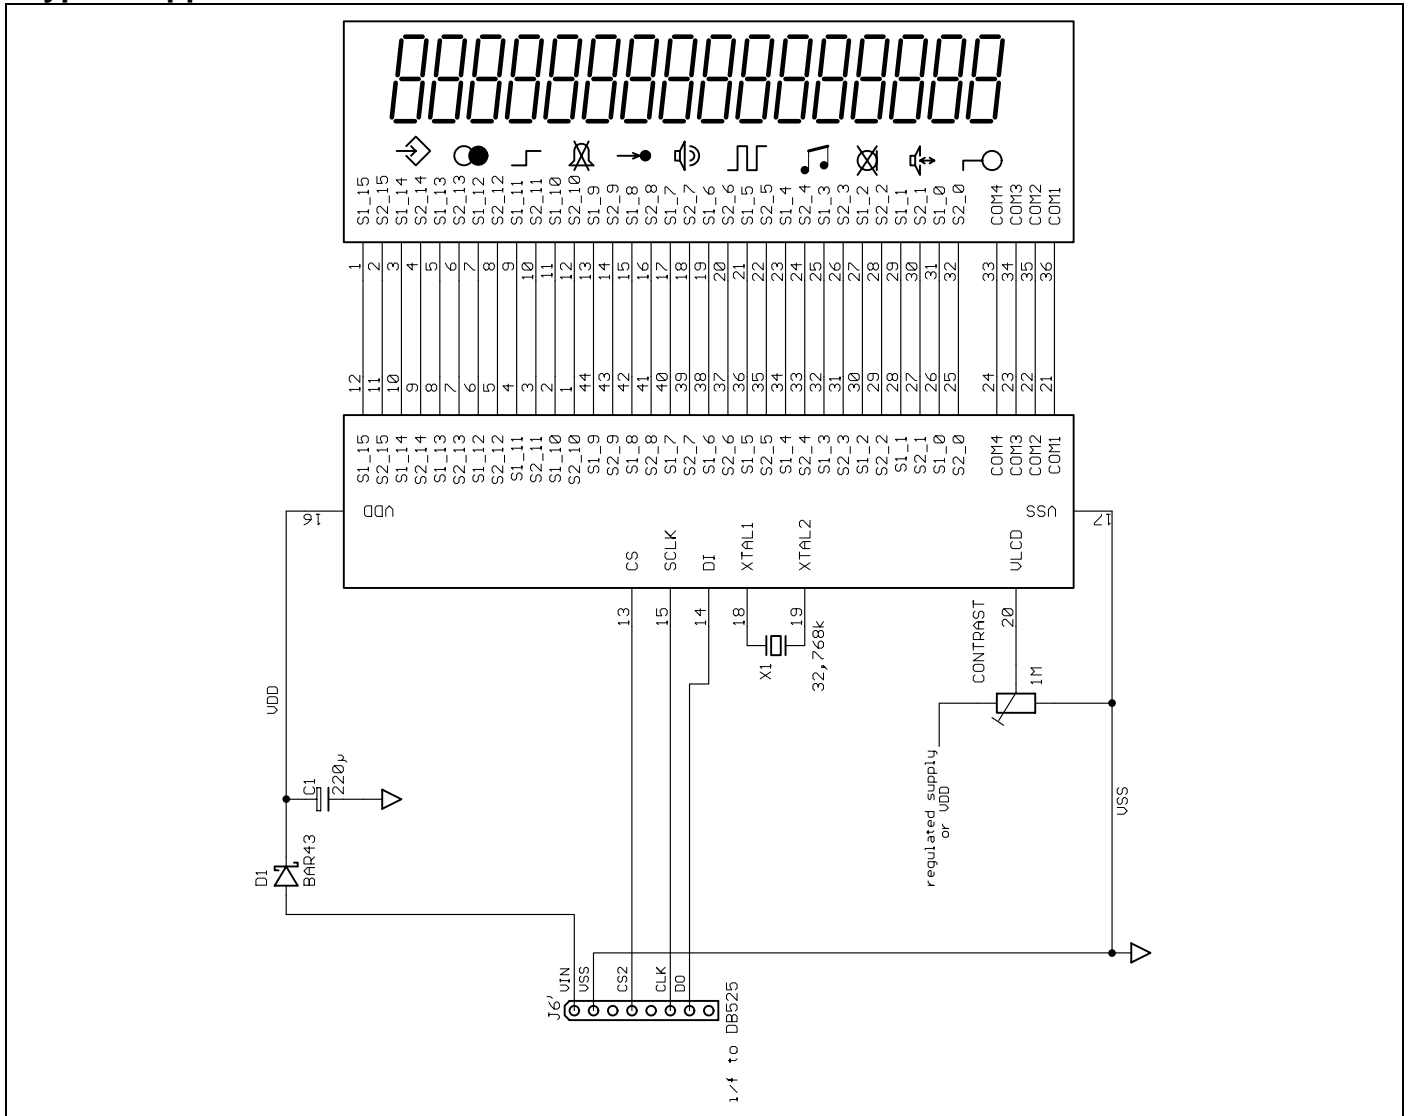 S1_15 S2_15 S1_14 S2_14 S1_13 S2_13 S1_12 S2_12 S1_11 S2_11 S1_10 S2_10 S1_9 S2_9 S1_8 S2_8 S1_7 S2_7 S1_6 S2_6 S1_5 S2_5 S1_4 S2_4 S1_3 S2_3 S1_2 S2_2 S1_1 S2_1 S1_0 S2_0 COM4 COM3 COM2 COM1
1 2 3 4 5 6 7 8 9 10 11 12 13 14 15 16 17 18 19 20 21 22 23 24 25 26 27 28 29 30 31 32 33 34 35 36
12 11 10 9 8 7 6 5 4 3 2 1 44 43 42 41 40 39 38 37 36 35 34 33 32 31 30 29 28 27 26 25 24 23 22 21
S1_15 S2_15 S1_14 S2_14 S1_13 S2_13 S1_12 S2_12 S1_11 S2_11 S1_10 S2_10 S1_9 S2_9 S1_8 S2_8 S1_7 S2_7 S1_6 S2_6 S1_5 S2_5 S1_4 S2_4 S1_3 S2_3 S1_2 S2_2 S1_1 S2_1 S1_0 S2_0 COM4 COM3 COM2 COM1
16 VDD VSS 17
CS SCLK DI XTAL1 XTAL2 VLCD
13 15 14 18 19 20
X1 32,768k
CONTRAST 1M
VDD
regulated supply
or VDD
VSS
C1 220µ
D1 BAR43
VIN VSS CS2 CLK DO
J6'
i/f to DB525